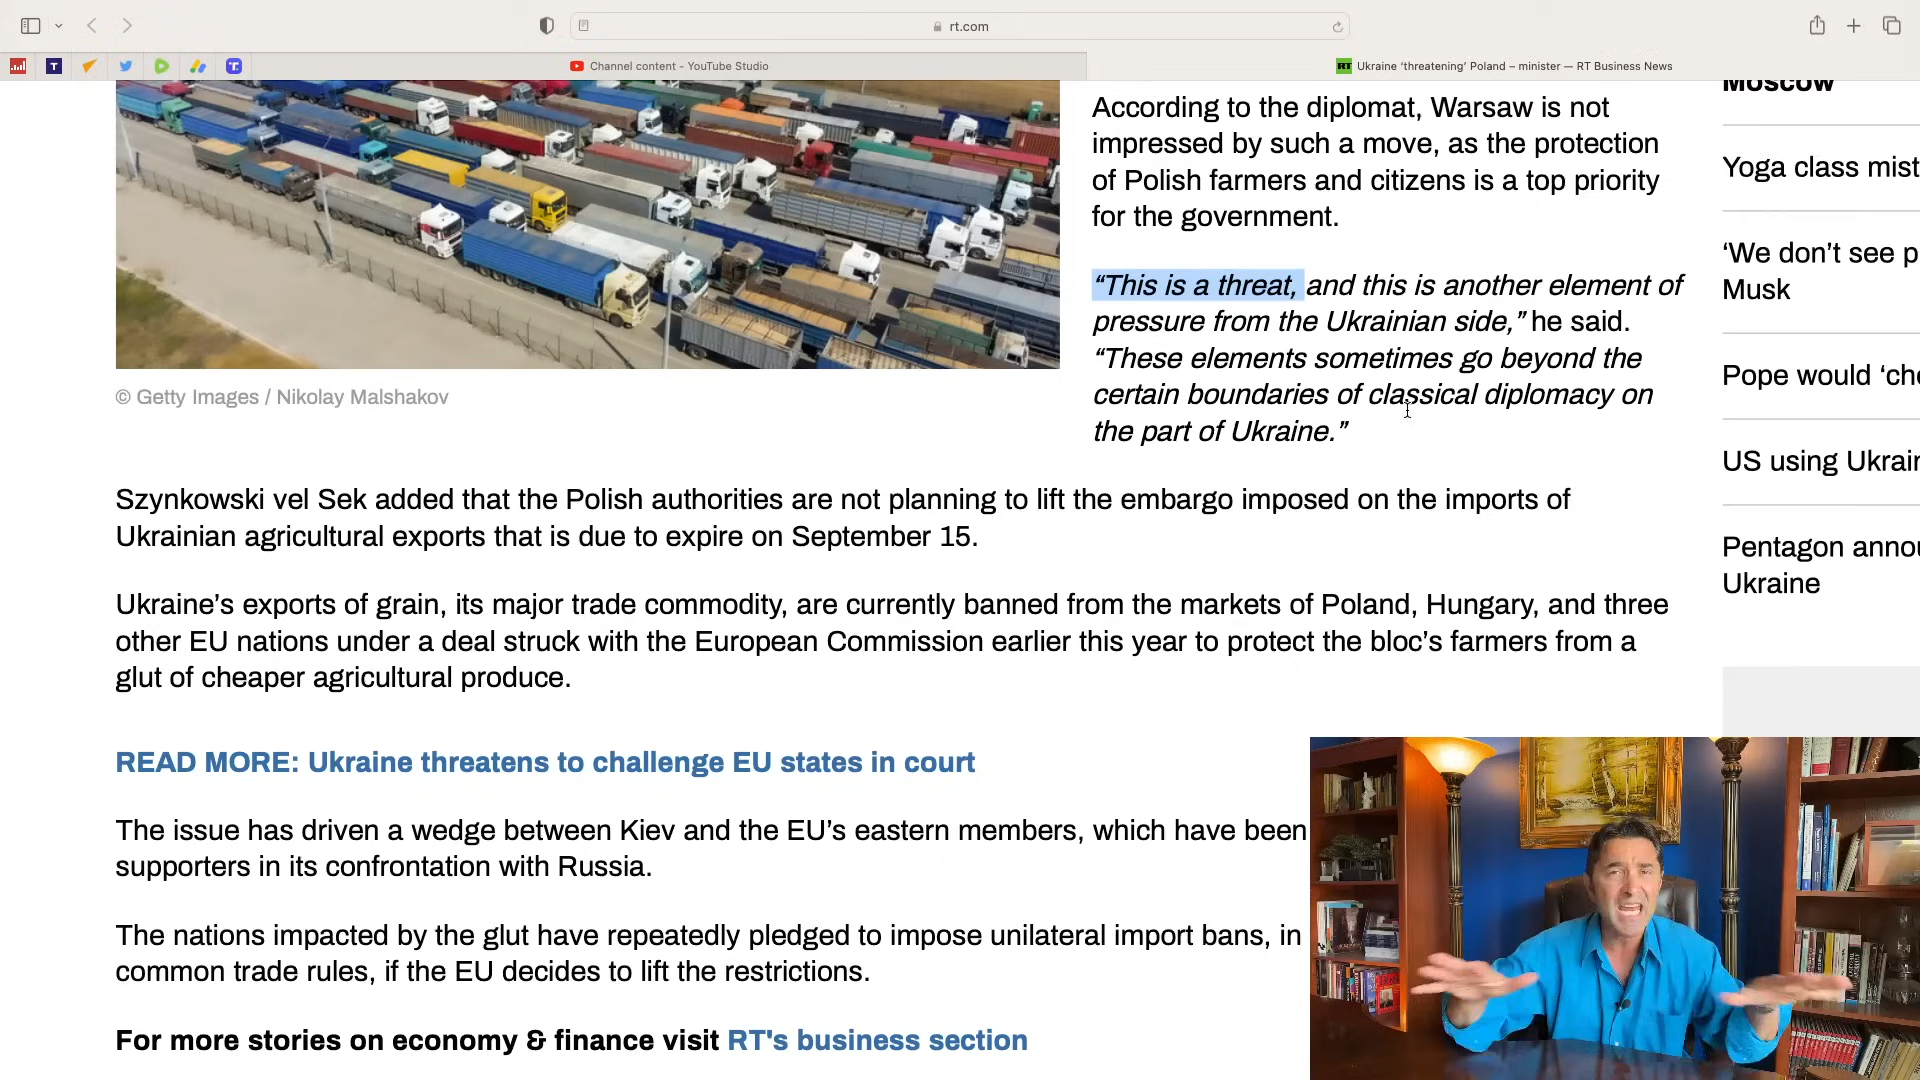 rt.com
Channel content - YouTube Studio
RT Ukraine ‘threatening’ Poland – minister — RT Business News
According to the diplomat, Warsaw is not
impressed by such a move, as the protection
of Polish farmers and citizens is a top priority
for the government.
“This is a threat, and this is another element of
pressure from the Ukrainian side,” he said.
“These elements sometimes go beyond the
certain boundaries of classical diplomacy on
the part of Ukraine.”
© Getty Images / Nikolay Malshakov
Szynkowski vel Sek added that the Polish authorities are not planning to lift the embargo imposed on the imports of
Ukrainian agricultural exports that is due to expire on September 15.
Ukraine’s exports of grain, its major trade commodity, are currently banned from the markets of Poland, Hungary, and three
other EU nations under a deal struck with the European Commission earlier this year to protect the bloc’s farmers from a
glut of cheaper agricultural produce.
READ MORE: Ukraine threatens to challenge EU states in court
The issue has driven a wedge between Kiev and the EU’s eastern members, which have been
supporters in its confrontation with Russia.
The nations impacted by the glut have repeatedly pledged to impose unilateral import bans, in
common trade rules, if the EU decides to lift the restrictions.
For more stories on economy & finance visit RT's business section
Moscow
Yoga class mist
‘We don’t see p
Musk
Pope would ‘che
US using Ukrain
Pentagon annou
Ukraine